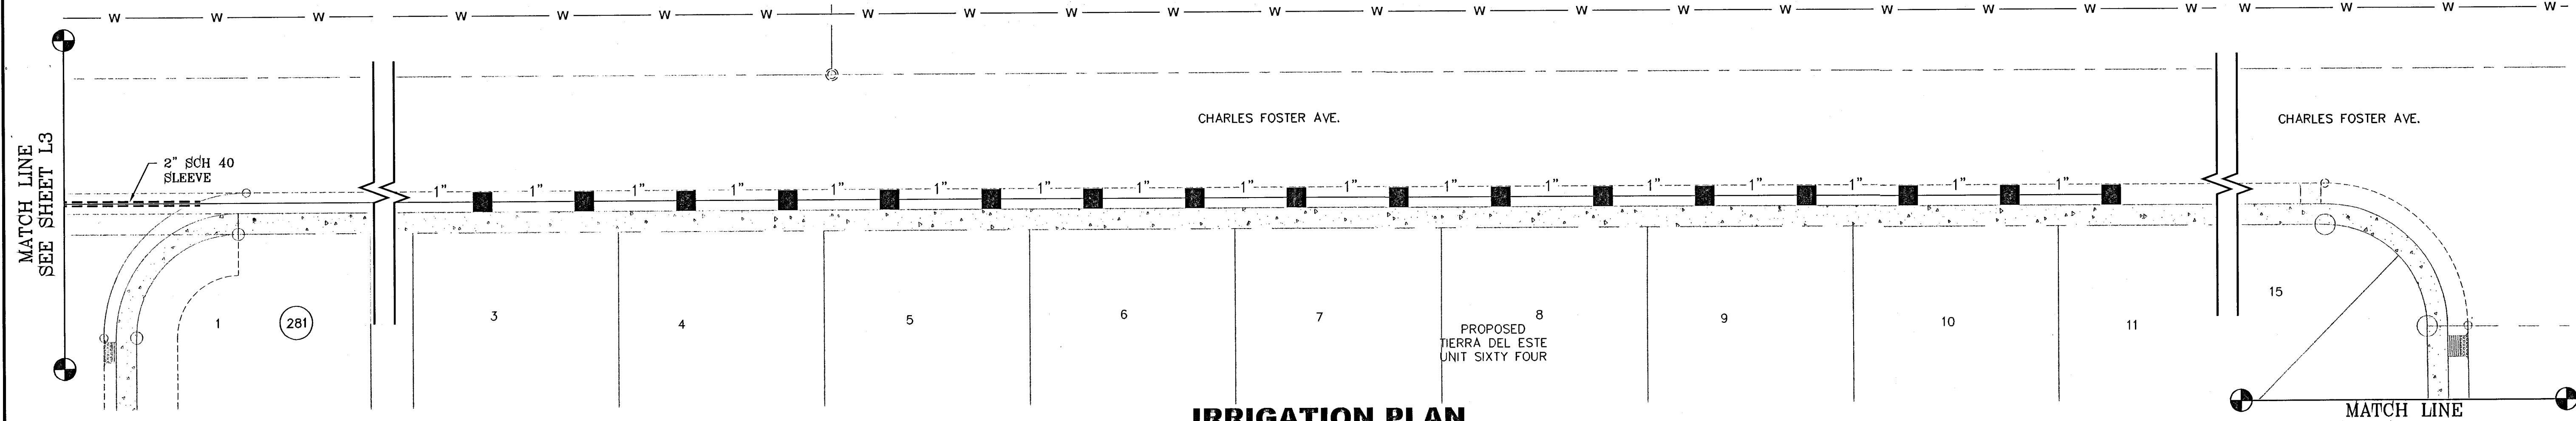 W W W W W W W W W W W W W W W W W W W W W W W W W
CHARLES FOSTER AVE.
CHARLES FOSTER AVE.
MATCH LINE
SEE SHEET L3
2" SCH 40
SLEEVE
1" 1" 1" 1" 1" 1" 1" 1" 1" 1" 1" 1" 1" 1" 1" 1" 1"
1 281 3 4 5 6 7 8 9 10 11 15
PROPOSED
TIERRA DEL ESTE
UNIT SIXTY FOUR
MATCH LINE
IRRIGATION PLAN